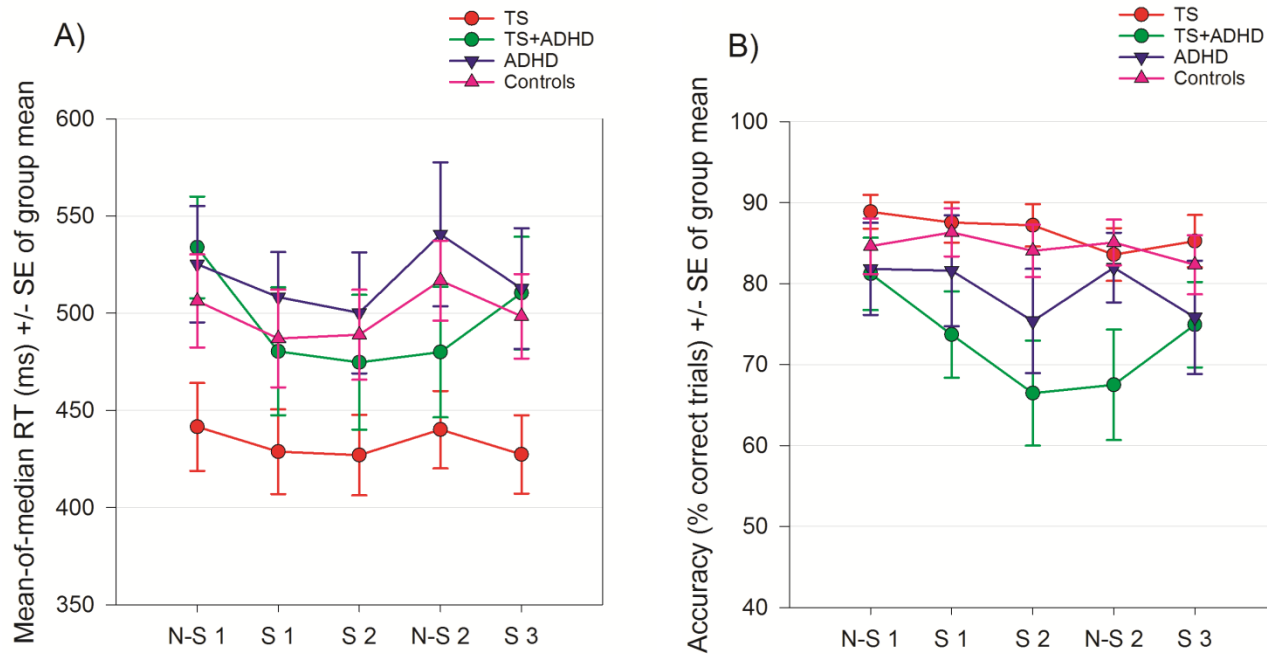 A)
TS
TS+ADHD
ADHD
Controls
Mean-of-median RT (ms) +/- SE of group mean
600
550
500
450
400
350
N-S 1 S 1 S 2 N-S 2 S 3
B)
TS
TS+ADHD
ADHD
Controls
Accuracy (% correct trials) +/- SE of group mean
100
90
80
70
60
50
40
N-S 1 S 1 S 2 N-S 2 S 3